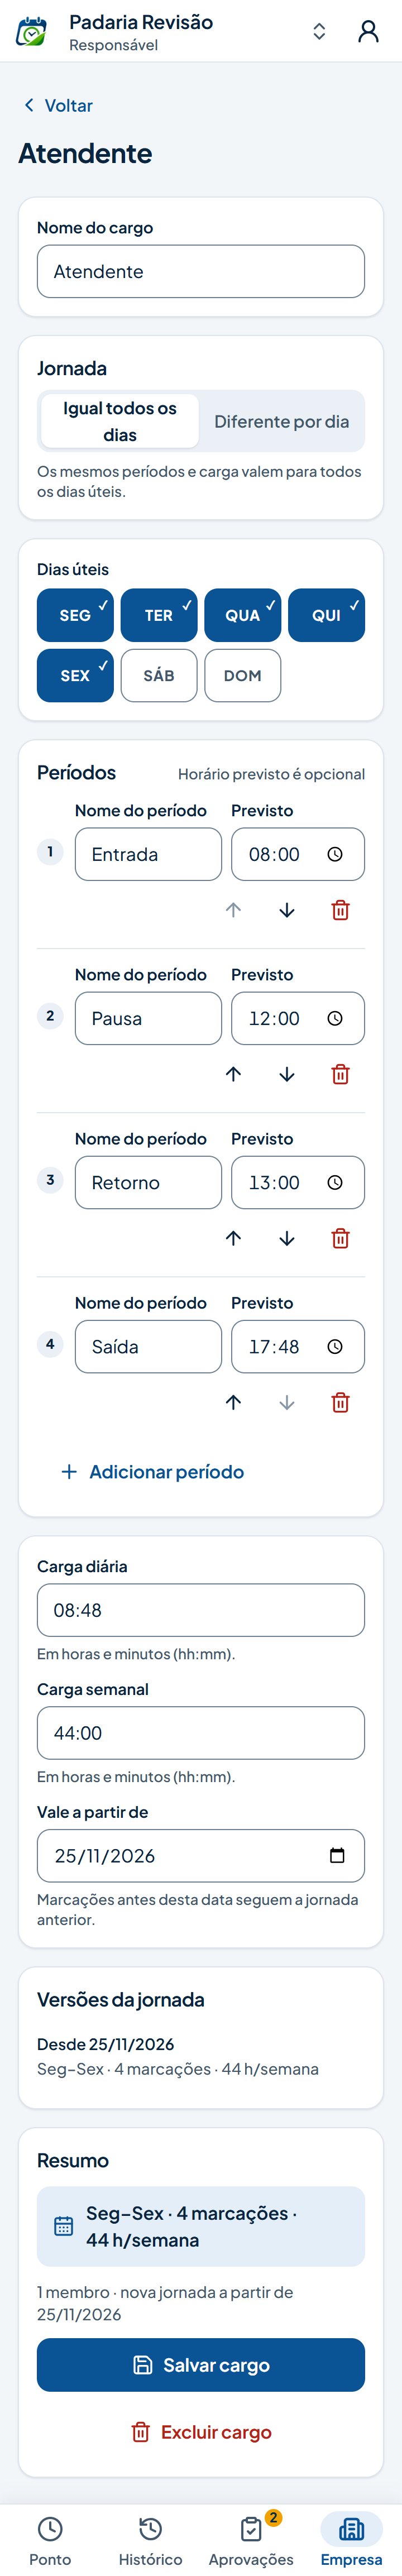 Padaria Revisão
Responsável
Voltar
Atendente
Nome do cargo
Atendente
Jornada
Igual todos os
dias
Diferente por dia
Os mesmos períodos e carga valem para todos
os dias úteis.
Dias úteis
SEG
TER
QUA
QUI
SEX
SÁB
DOM
Períodos
Horário previsto é opcional
Nome do período
Previsto
1
Entrada
08:00
Nome do período
Previsto
2
Pausa
12:00
Nome do período
Previsto
3
Retorno
13:00
Nome do período
Previsto
4
Saída
17:48
Adicionar período
Carga diária
08:48
Em horas e minutos (hh:mm).
Carga semanal
44:00
Em horas e minutos (hh:mm).
Vale a partir de
25/11/2026
Marcações antes desta data seguem a jornada
anterior.
Versões da jornada
Desde 25/11/2026
Seg–Sex · 4 marcações · 44 h/semana
Resumo
Seg–Sex · 4 marcações ·
44 h/semana
1 membro · nova jornada a partir de
25/11/2026
Salvar cargo
Excluir cargo
2
Ponto
Histórico
Aprovações
Empresa